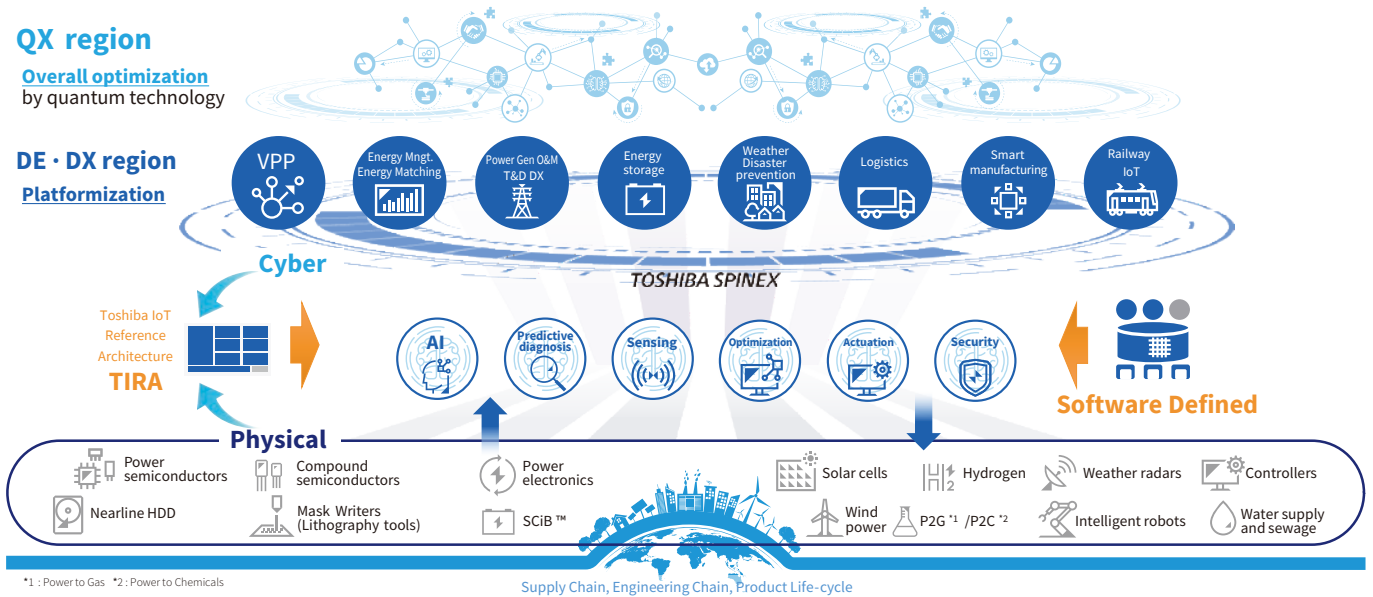 QX region
Overall optimization
by quantum technology
DE・DX region
Platformization
VPP
Energy Mngt.
Energy Matching
Power Gen O&M
T&D DX
Energy
storage
Weather
Disaster
prevention
Logistics
Smart
manufacturing
Railway
IoT
Cyber
TOSHIBA SPINEX
Toshiba IoT
Reference
Architecture
TIRA
AI
Predictive
diagnosis
Sensing
Optimization
Actuation
Security
Software Defined
Physical
Power
semiconductors
Compound
semiconductors
Power
electronics
Solar cells
H2
Hydrogen
Weather radars
Controllers
Nearline HDD
Mask Writers
(Lithography tools)
SCiB ™
Wind
power
P2G *1 /P2C *2
Intelligent robots
Water supply
and sewage
*1 : Power to Gas *2 : Power to Chemicals
Supply Chain, Engineering Chain, Product Life-cycle